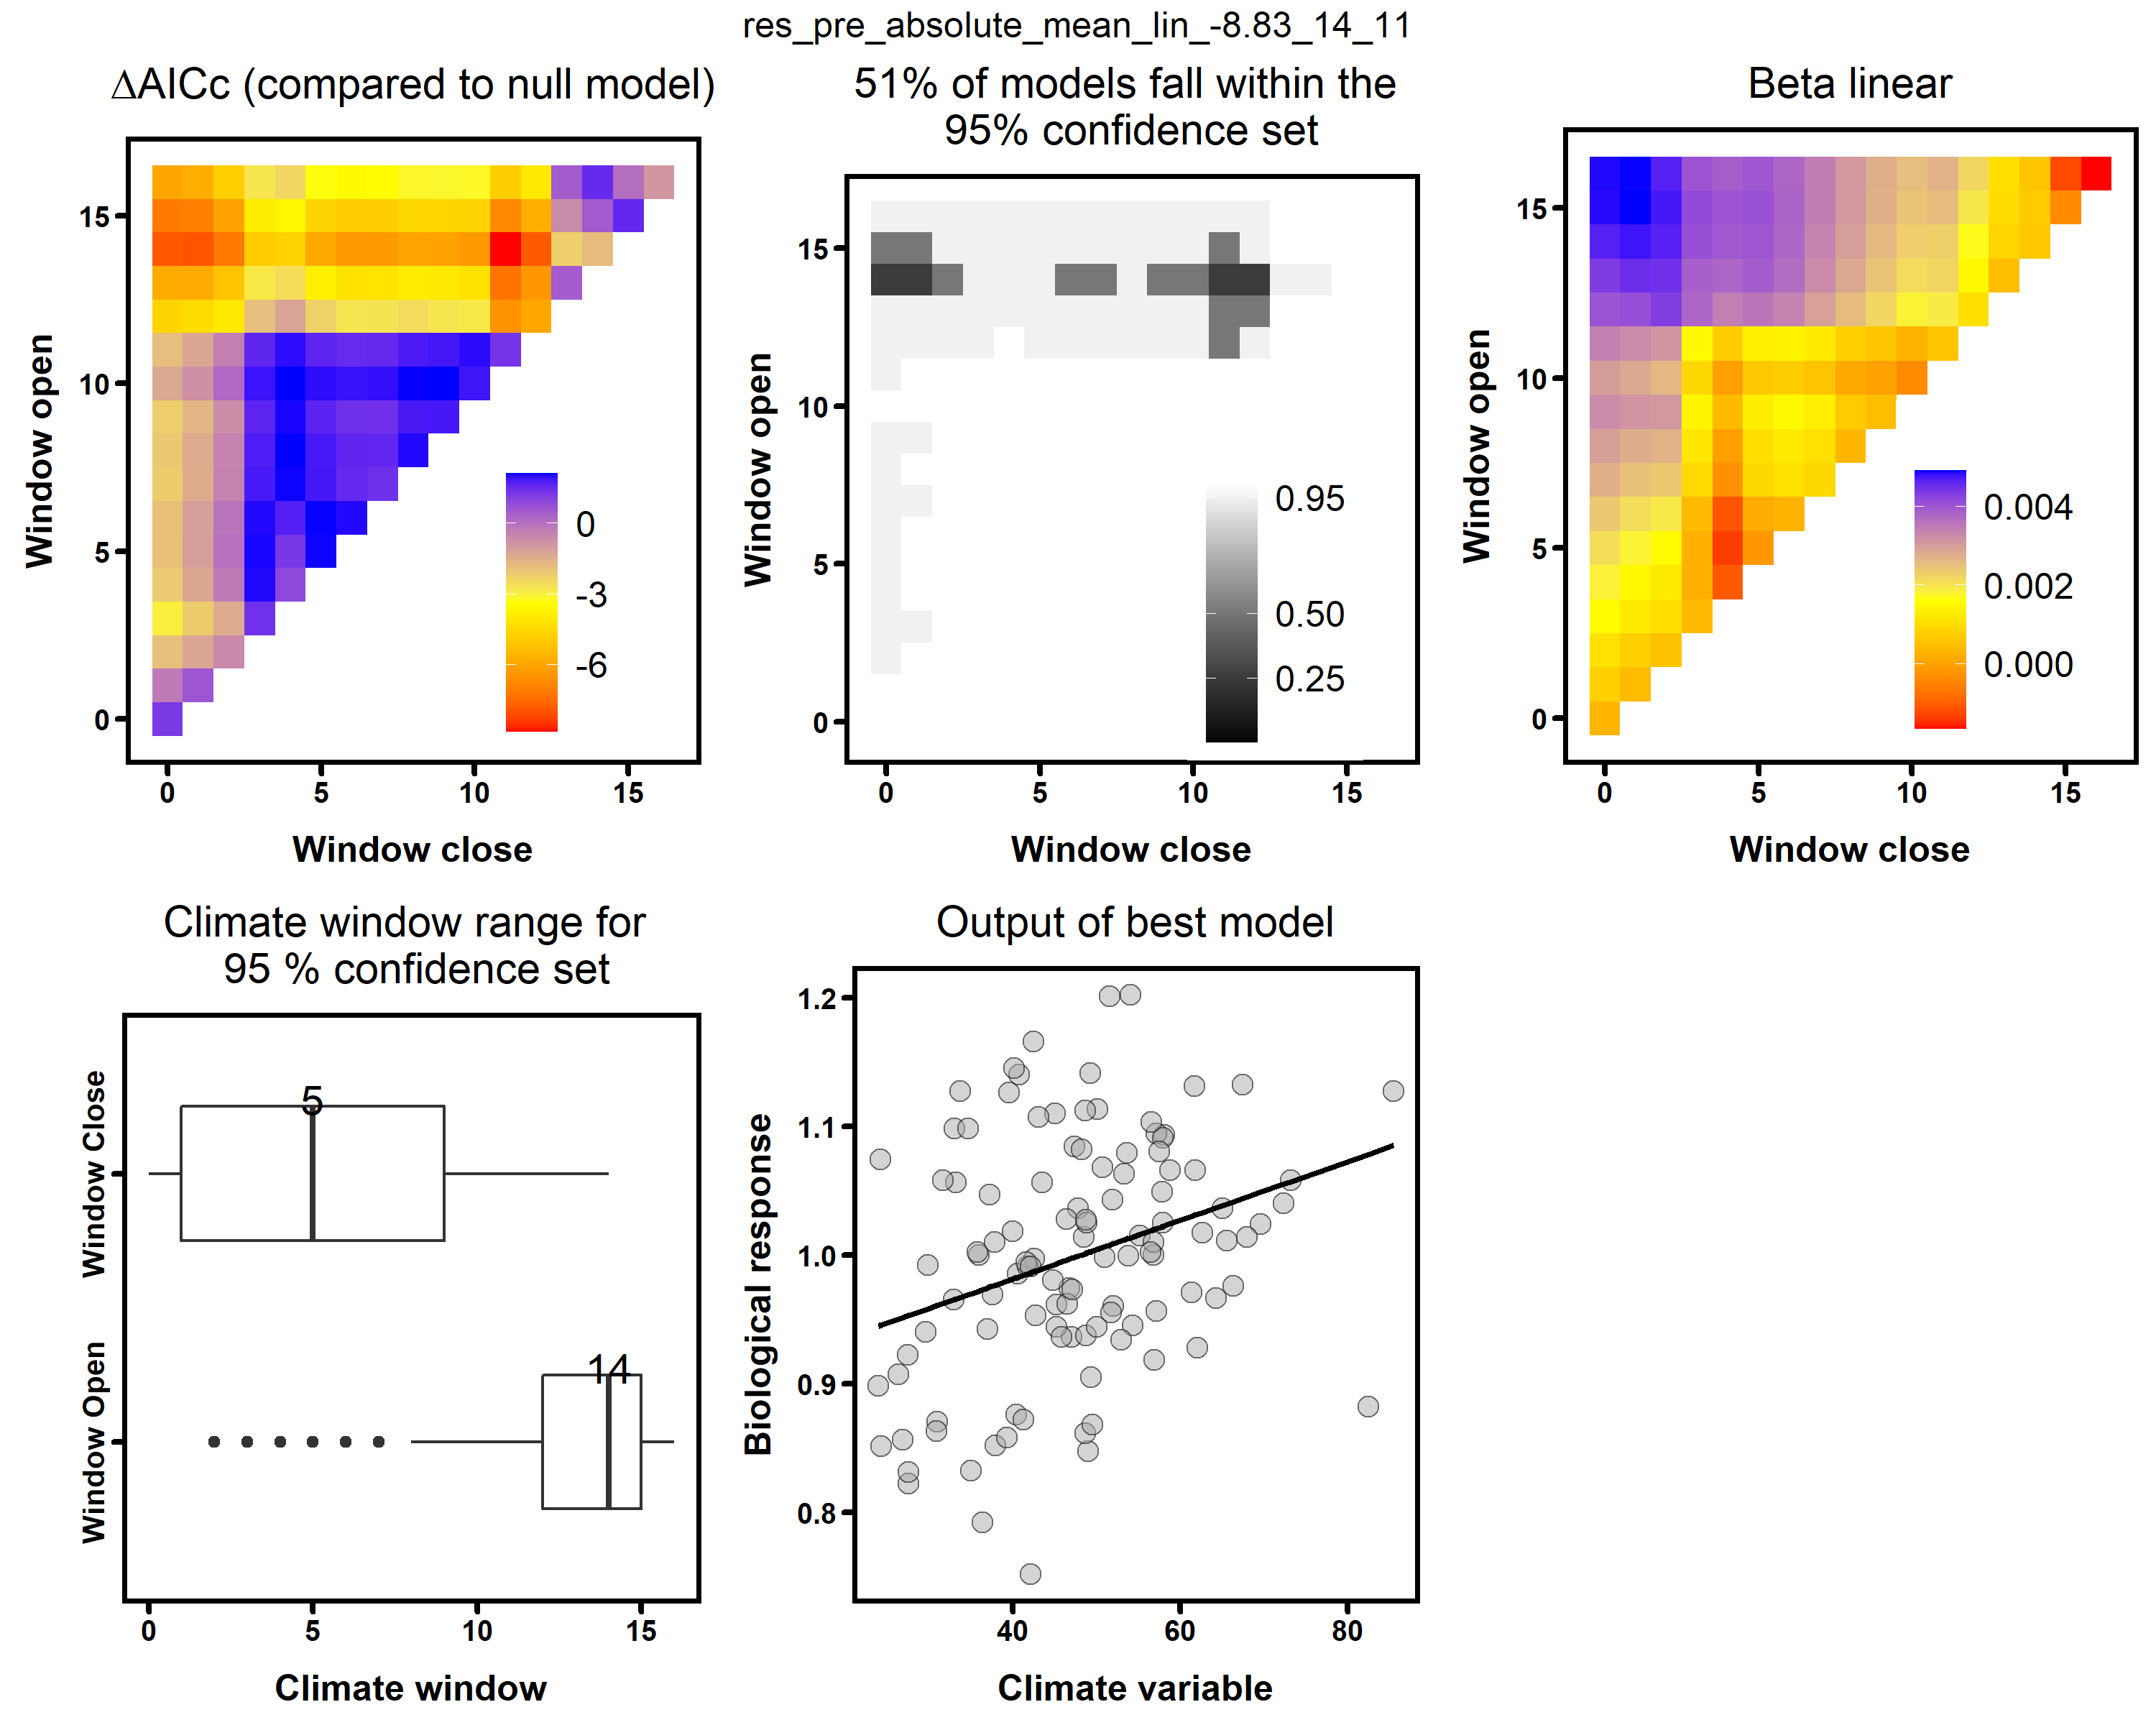 res_pre_absolute_mean_lin_-8.83_14_11
ΔAICc (compared to null model)
Window open
15
10
5
0
0
-3
-6
0
5
10
15
Window close
51% of models fall within the
95% confidence set
Window open
15
10
5
0
0.95
0.50
0.25
0
5
10
15
Window close
Beta linear
Window open
15
10
5
0
0.004
0.002
0.000
0
5
10
15
Window close
Climate window range for
95 % confidence set
Window Close
Window Open
5
14
0
5
10
15
Climate window
Output of best model
Biological response
1.2
1.1
1.0
0.9
0.8
40
60
80
Climate variable